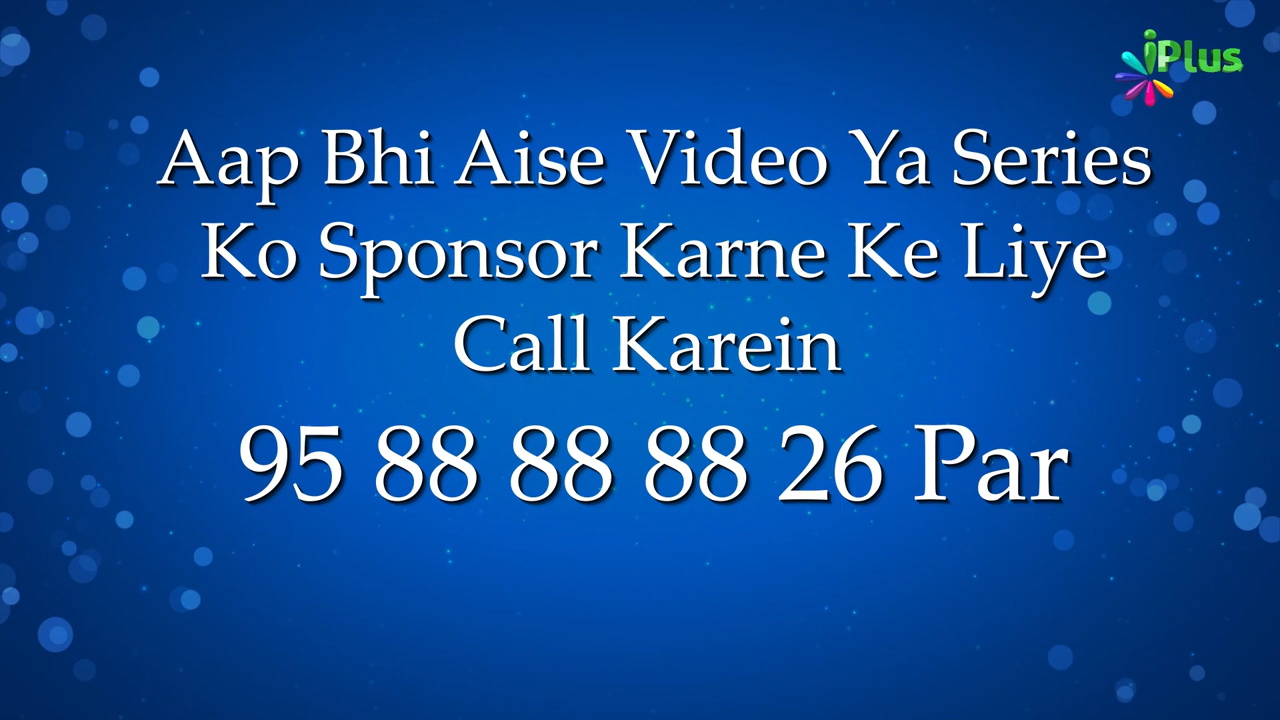 iPlus
Aap Bhi Aise Video Ya Series
Ko Sponsor Karne Ke Liye
Call Karein
95 88 88 88 26 Par